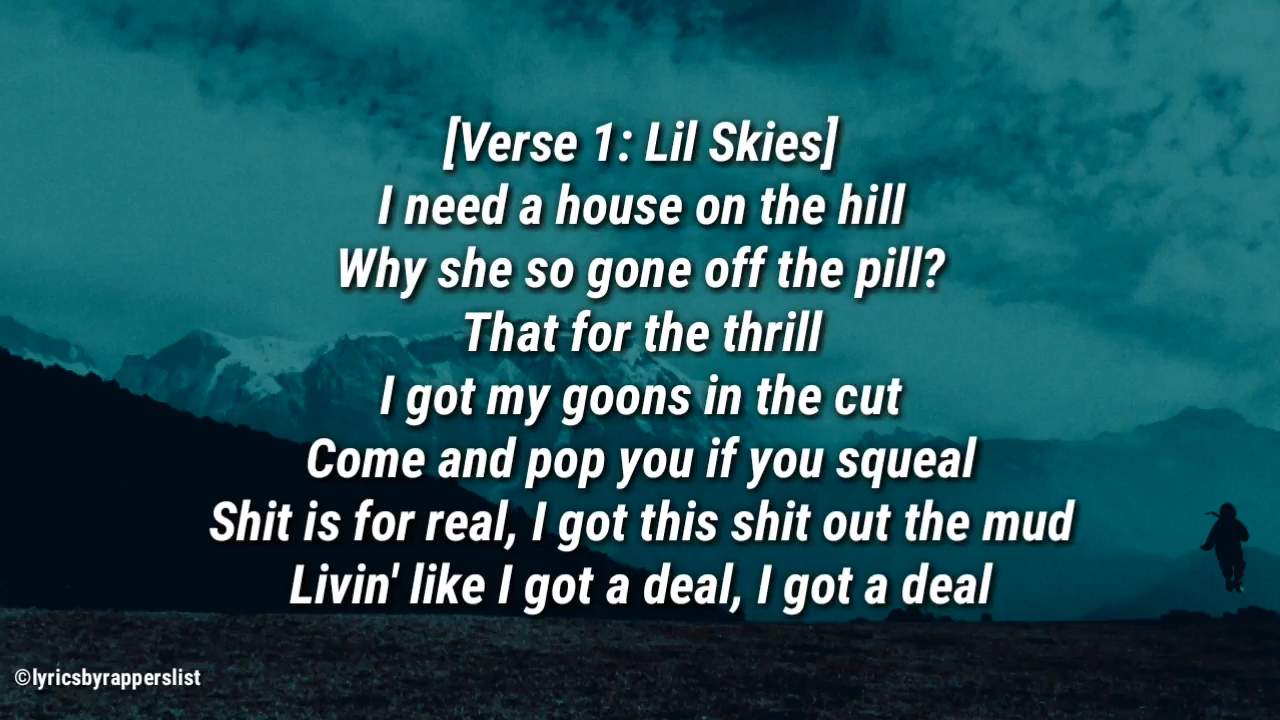 [Verse 1: Lil Skies]
I need a house on the hill
Why she so gone off the pill?
That for the thrill
I got my goons in the cut
Come and pop you if you squeal
Shit is for real, I got this shit out the mud
Livin' like I got a deal, I got a deal
©lyricsbyrapperslist